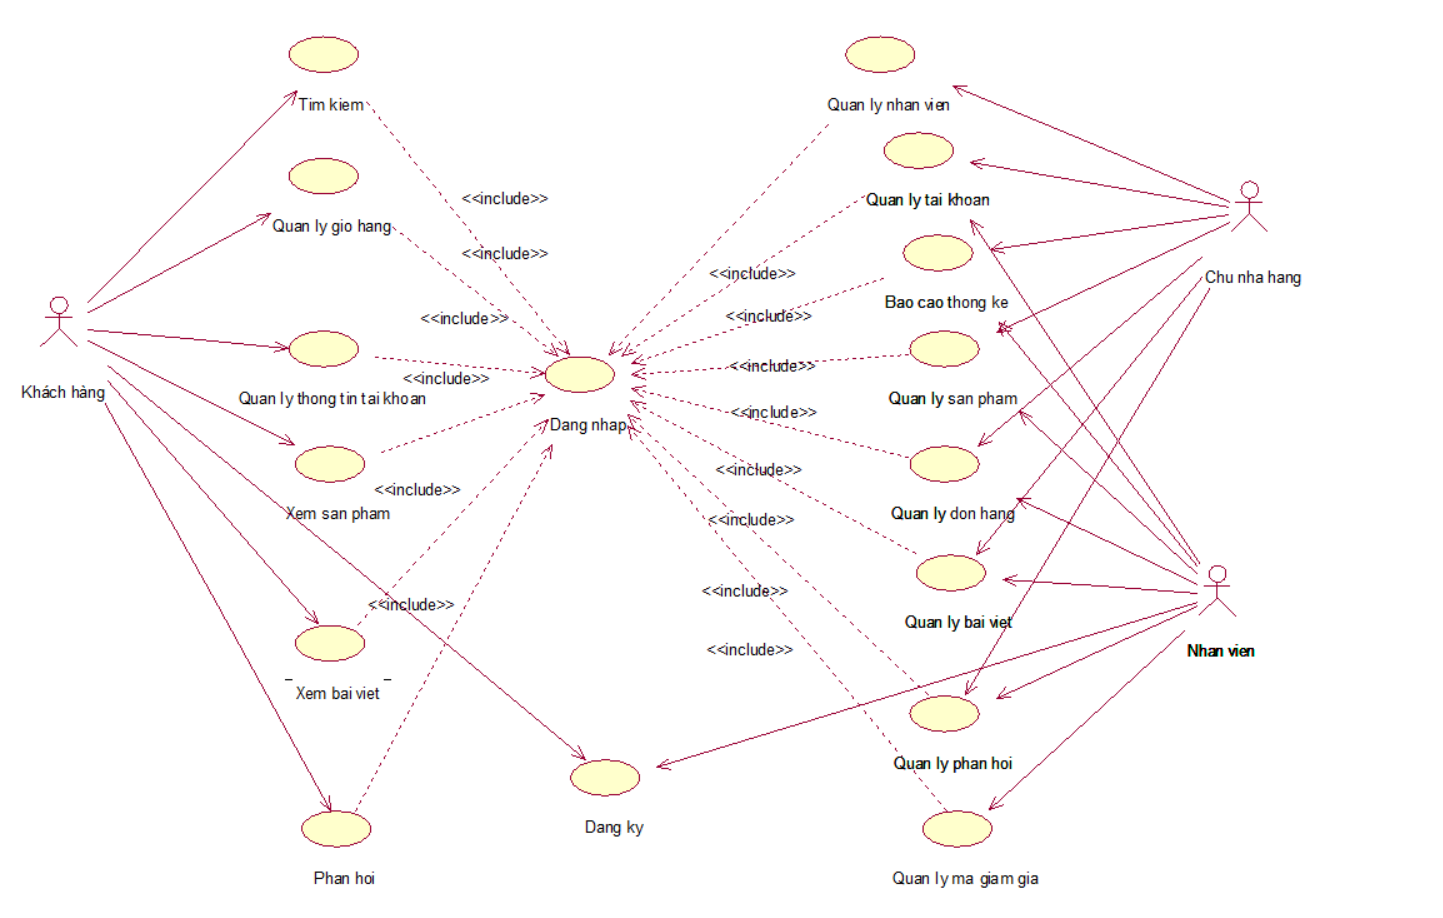 Tim kiem
Quan ly nhan vien
<<include>>
Quan ly tai khoan
Quan ly gio hang
<<include>>
<<include>>
Chu nha hang
Bao cao thong ke
<<include>>
<<include>>
<<include>>
<<include>>
Khách hàng
Quan ly thong tin tai khoan
Quan ly san pham
<<include>>
Dang nhap
<<include>>
<<include>>
Xem san pham
Quan ly don hang
<<include>>
<<include>>
<<include>>
Quan ly bai viet
<<include>>
Nhan vien
Xem bai viet
Quan ly phan hoi
Dang ky
Phan hoi
Quan ly ma giam gia